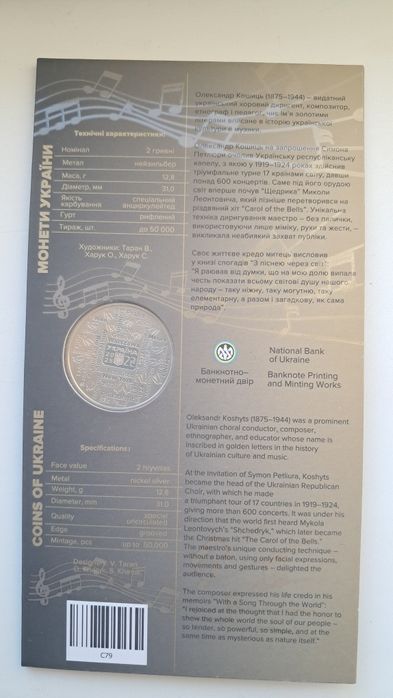 МОНЕТИ УКРАЇНИ
Технічні характеристики:
Номінал 2 гривні
Метал нейзильбер
Маса, г 12,8
Діаметр, мм 31,0
Якість карбування спеціальний анциркулейтед
Гурт рифлений
Тираж, шт. до 50 000
Художники: Таран В.,
Харук О., Харук С.
Олександр Кошиць (1875–1944) – видатний
український хоровий диригент, композитор,
етнограф і педагог, чиє ім'я золотими
літерами вписано в історію української
культури й музики.
Олександр Кошиць на запрошення Симона
Петлюри очолив Українську республіканську
капелу, з якою у 1919–1924 роках здійснив
тріумфальне турне 17 країнами світу, давши
понад 600 концертів. Саме під його орудою
світ вперше почув "Щедрика" Миколи
Леонтовича, який пізніше перетворився на
різдвяний хіт "Carol of the Bells". Унікальна
техніка диригування маестро – без палички,
використовуючи лише міміку, рухи та жести, –
викликала неабиякий захват публіки.
Своє життєве кредо митець висловив
у книзі спогадів "З піснею через світ":
"Я раював від думки, що на мою долю випала
честь показати всьому світові душу нашого
народу – таку ніжну, таку могутню, таку
елементарну, а разом і загадкову, як сама
природа".
Банкнотно–
монетний двір
National Bank
of Ukraine
Banknote Printing
and Minting Works
COINS OF UKRAINE
Specifications:
Face value 2 hryvnias
Metal nickel silver
Weight, g 12,8
Diameter, mm 31,0
Quality special uncirculated
Edge grooved
Mintage, pcs up to 50,000
Designers: V. Taran,
Oleksandr Koshyts (1875–1944) was a prominent
Ukrainian choral conductor, composer,
ethnographer, and educator whose name is
inscribed in golden letters in the history
of Ukrainian culture and music.
At the invitation of Symon Petliura, Koshyts
became the head of the Ukrainian Republican
Choir, with which he made
a triumphant tour of 17 countries in 1919–1924,
giving more than 600 concerts. It was under his
direction that the world first heard Mykola
Leontovych's "Shchedryk," which later became
the Christmas hit "The Carol of the Bells."
The maestro's unique conducting technique –
without a baton, using only facial expressions,
movements and gestures – delighted the
audience.
The composer expressed his life credo in his
memoirs "With a Song Through the World":
"I rejoiced at the thought that I had the honor to
show the whole world the soul of our people –
so tender, so powerful, so simple, and at the
same time as mysterious as nature itself."
С79